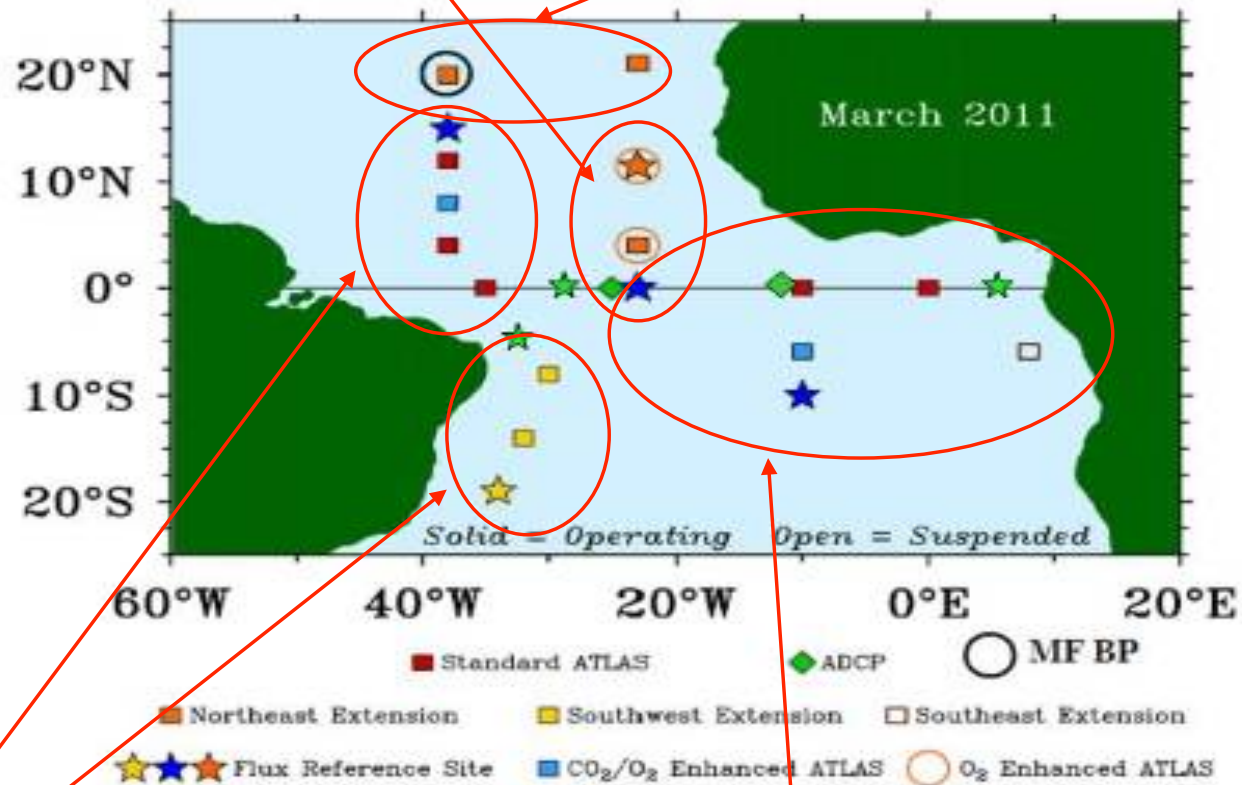 20°N
March 2011
10°N
0°
10°S
20°S
Solid = Operating Open = Suspended
60°W 40°W 20°W 0°E 20°E
Standard ATLAS ADCP MF BP
Northeast Extension Southwest Extension Southeast Extension
Flux Reference Site CO₂/O₂ Enhanced ATLAS O₂ Enhanced ATLAS